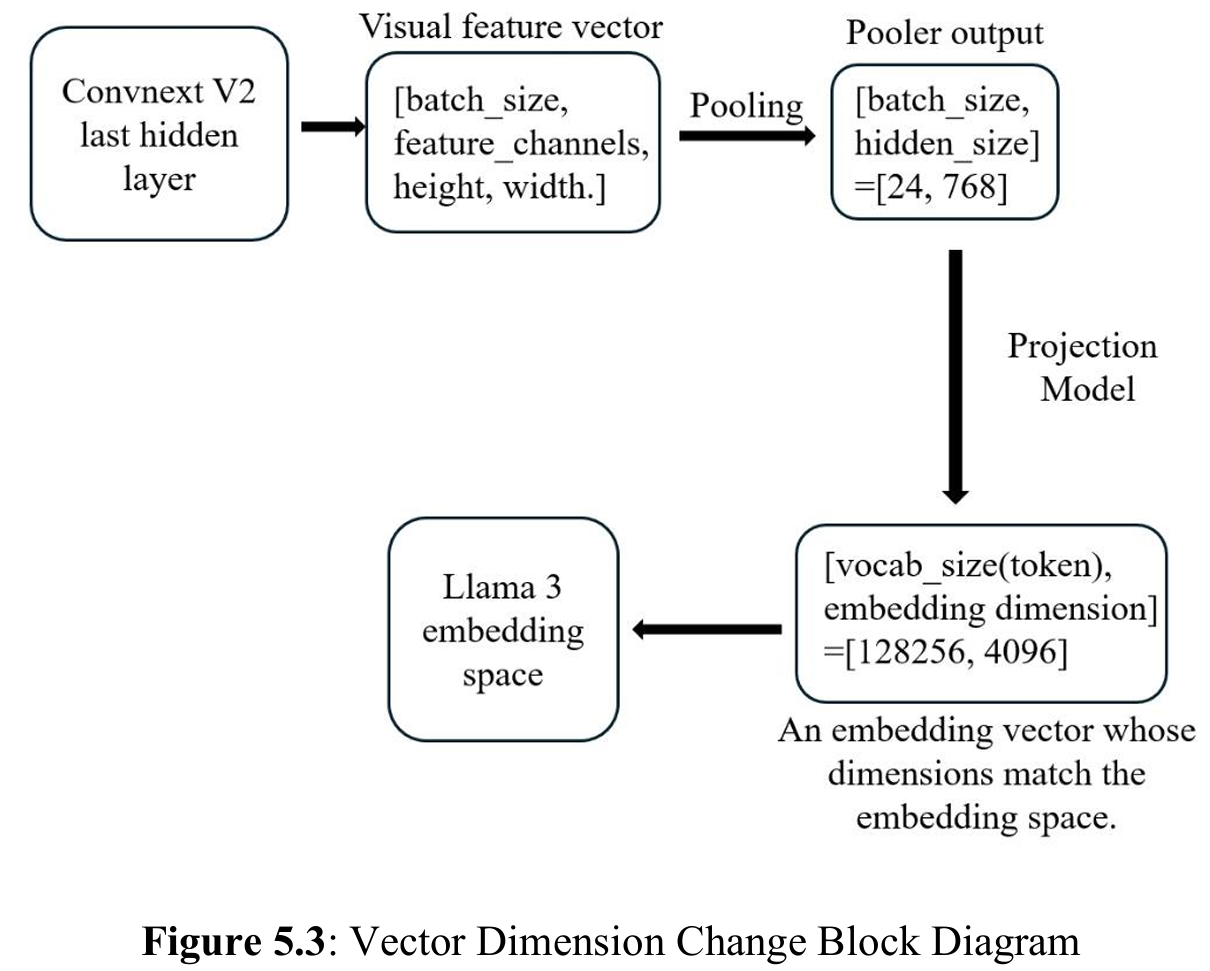 Convnext V2
last hidden
layer
Visual feature vector
[batch_size,
feature_channels,
height, width.]
Pooling
Pooler output
[batch_size,
hidden_size]
=[24, 768]
Projection
Model
[vocab_size(token),
embedding dimension]
=[128256, 4096]
An embedding vector whose
dimensions match the
embedding space.
Llama 3
embedding
space
Figure 5.3: Vector Dimension Change Block Diagram